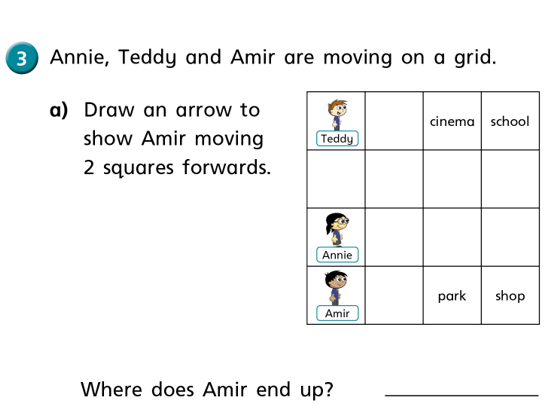 3 Annie, Teddy and Amir are moving on a grid.
a) Draw an arrow to
show Amir moving
2 squares forwards.
Teddy cinema school
Annie
Amir park shop
Where does Amir end up?